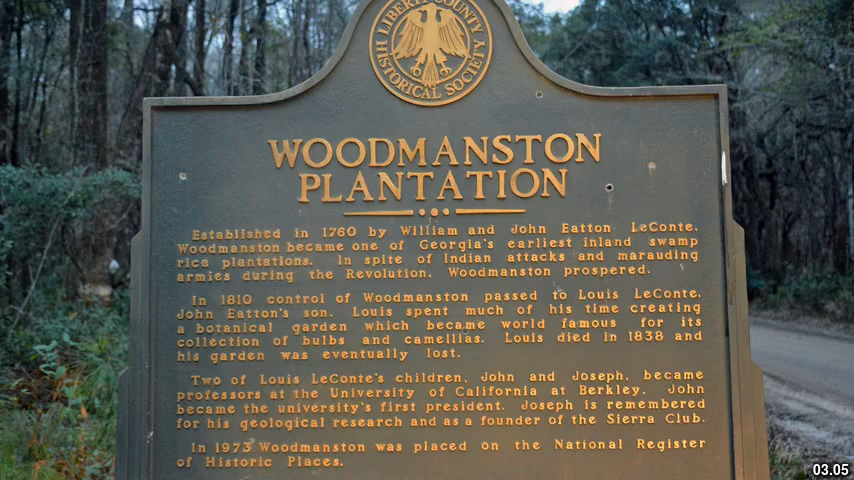 LIBERTY COUNTY
HISTORICAL SOCIETY
WOODMANSTON
PLANTATION
Established in 1760 by William and John Eatton LeConte,
Woodmanston became one of Georgia's earliest inland swamp
rice plantations. In spite of Indian attacks and marauding
armies during the Revolution, Woodmanston prospered.
In 1810 control of Woodmanston passed to Louis LeConte,
John Eatton's son. Louis spent much of his time creating
a botanical garden which became world famous for its
collection of bulbs and camellias. Louis died in 1838 and
his garden was eventually lost.
Two of Louis LeConte's children, John and Joseph, became
professors at the University of California at Berkley. John
became the university's first president. Joseph is remembered
for his geological research and as a founder of the Sierra Club.
In 1973 Woodmanston was placed on the National Register
of Historic Places.
03.05